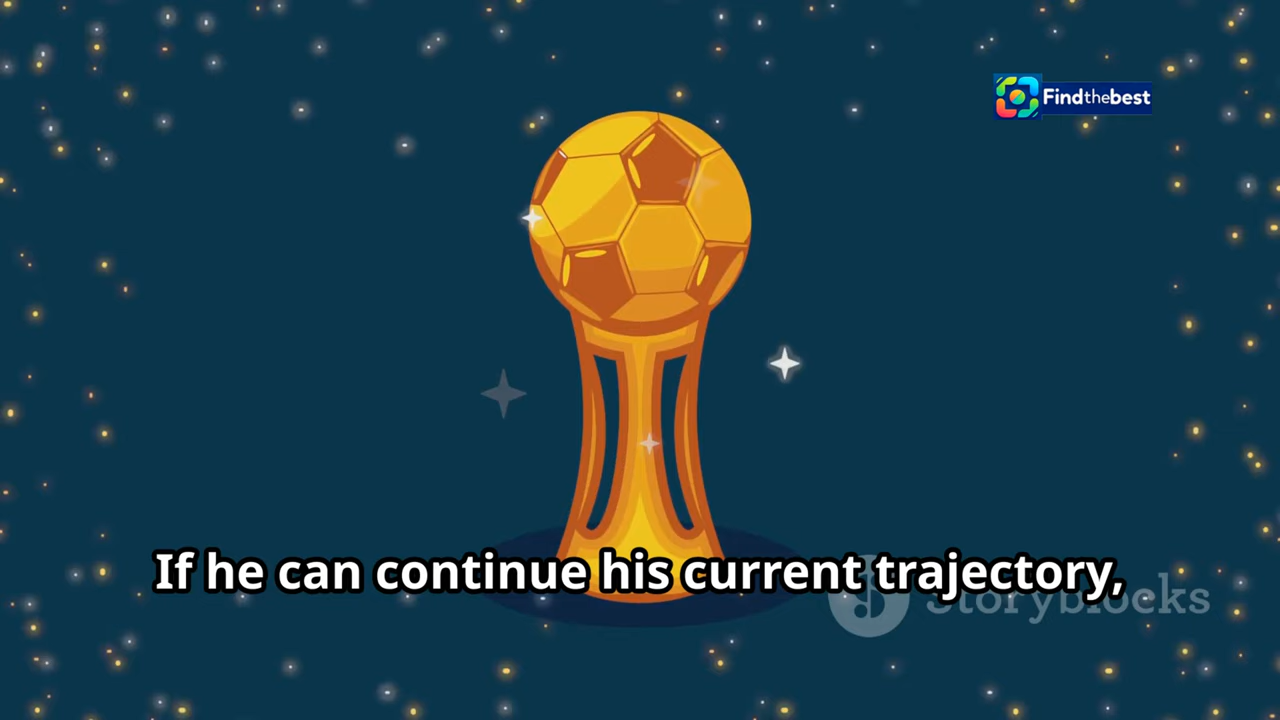 Findthebest
If he can continue his current trajectory,
Storyblocks